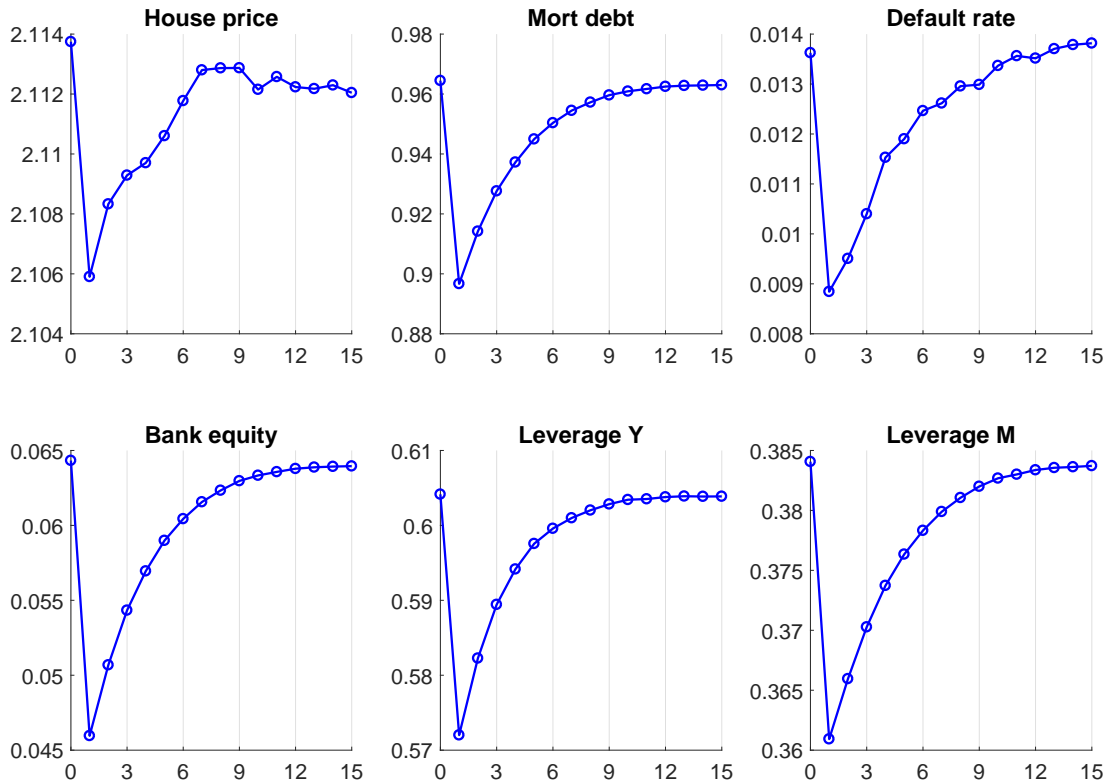 House price
2.114
2.112
2.11
2.108
2.106
2.104
0 3 6 9 12 15
Mort debt
0.98
0.96
0.94
0.92
0.9
0.88
0 3 6 9 12 15
Default rate
0.014
0.013
0.012
0.011
0.01
0.009
0.008
0 3 6 9 12 15
Bank equity
0.065
0.06
0.055
0.05
0.045
0 3 6 9 12 15
Leverage Y
0.61
0.6
0.59
0.58
0.57
0 3 6 9 12 15
Leverage M
0.385
0.38
0.375
0.37
0.365
0.36
0 3 6 9 12 15